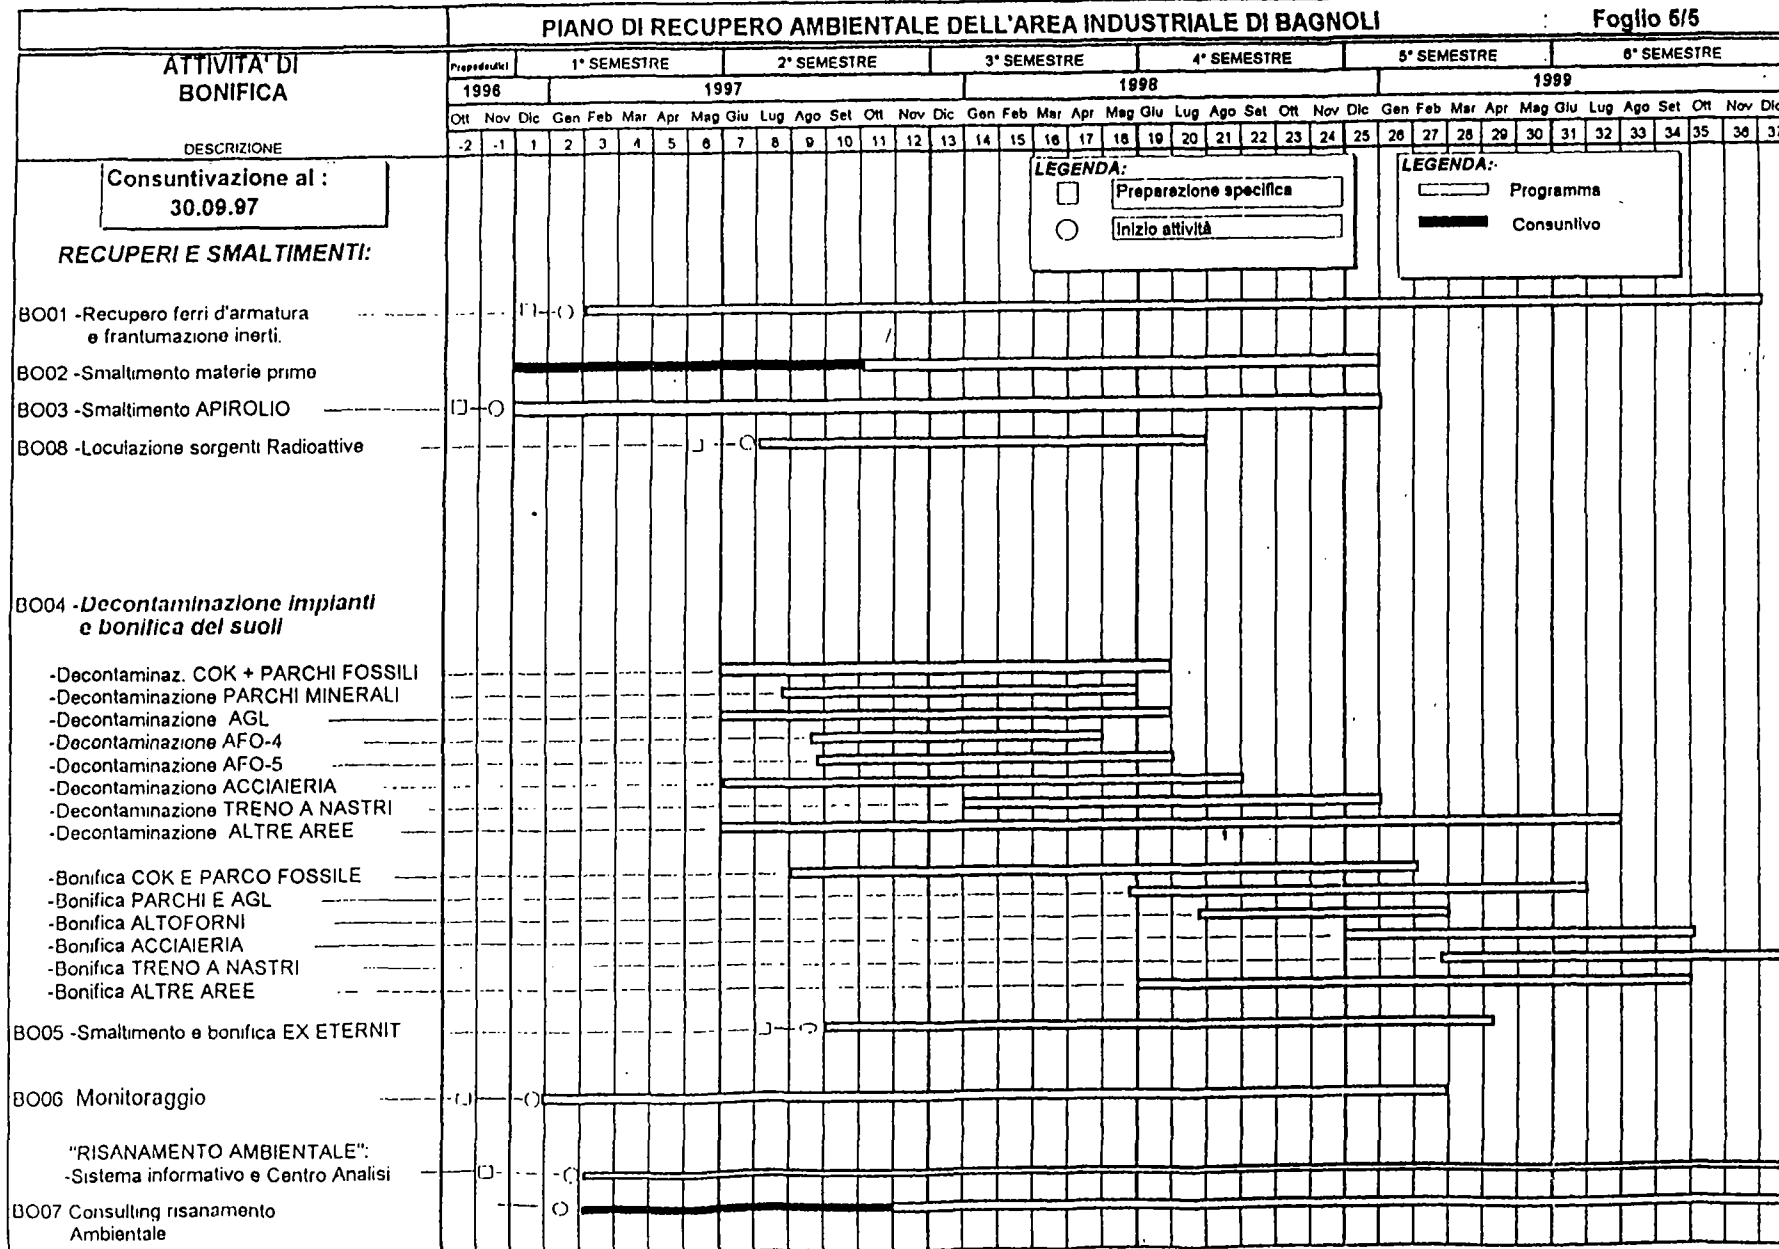 PIANO DI RECUPERO AMBIENTALE DELL'AREA INDUSTRIALE DI BAGNOLI
Foglio 5/5
ATTIVITA' DI
BONIFICA
DESCRIZIONE
Propedeutici 1° SEMESTRE 2° SEMESTRE 3° SEMESTRE 4° SEMESTRE 5° SEMESTRE 6° SEMESTRE
1996 1997 1998 1999
Ott Nov Dic Gen Feb Mar Apr Mag Giu Lug Ago Set Ott Nov Dic Gen Feb Mar Apr Mag Giu Lug Ago Set Ott Nov Dic Gen Feb Mar Apr Mag Giu Lug Ago Set Ott Nov Dic
-2 -1 1 2 3 4 5 6 7 8 9 10 11 12 13 14 15 16 17 18 19 20 21 22 23 24 25 26 27 28 29 30 31 32 33 34 35 36 37
Consuntivazione al :
30.09.97
LEGENDA:
Preparazione specifica
Inizio attività
LEGENDA:-
Programma
Consuntivo
RECUPERI E SMALTIMENTI:
BO01 -Recupero ferri d'armatura
e frantumazione inerti.
BO02 -Smaltimento materie prime
BO03 -Smaltimento APIROLIO
BO08 -Loculazione sorgenti Radioattive
BO04 -Decontaminazione impianti
e bonifica dei suoli
-Decontaminaz. COK + PARCHI FOSSILI
-Decontaminazione PARCHI MINERALI
-Decontaminazione AGL
-Decontaminazione AFO-4
-Decontaminazione AFO-5
-Decontaminazione ACCIAIERIA
-Decontaminazione TRENO A NASTRI
-Decontaminazione ALTRE AREE
-Bonifica COK E PARCO FOSSILE
-Bonifica PARCHI E AGL
-Bonifica ALTOFORNI
-Bonifica ACCIAIERIA
-Bonifica TRENO A NASTRI
-Bonifica ALTRE AREE
BO05 -Smaltimento e bonifica EX ETERNIT
BO06 Monitoraggio
"RISANAMENTO AMBIENTALE":
-Sistema informativo e Centro Analisi
BO07 Consulting risanamento
Ambientale